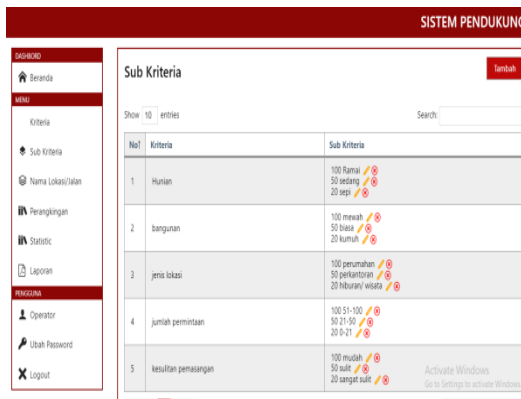 SISTEM PENDUKUNG
DASHBORD
Beranda
MENU
Kriteria
Sub Kriteria
Nama Lokasi/Jalan
Perangkingan
Statistic
Laporan
PENGGUNA
Operator
Ubah Password
Logout
Sub Kriteria
Tambah
Show 10 entries
Search:
No Kriteria Sub Kriteria
1 Hunian
100 Ramai
50 sedang
20 sepi
2 bangunan
100 mewah
50 biasa
20 kumuh
3 jenis lokasi
100 perumahan
50 perkantoran
20 hiburan/ wisata
4 jumlah permintaan
100 51-100
50 21-50
20 0-21
5 kesulitan pemasangan
100 mudah
50 sulit
20 sangat sulit
Activate Windows
Go to Settings to activate Windows